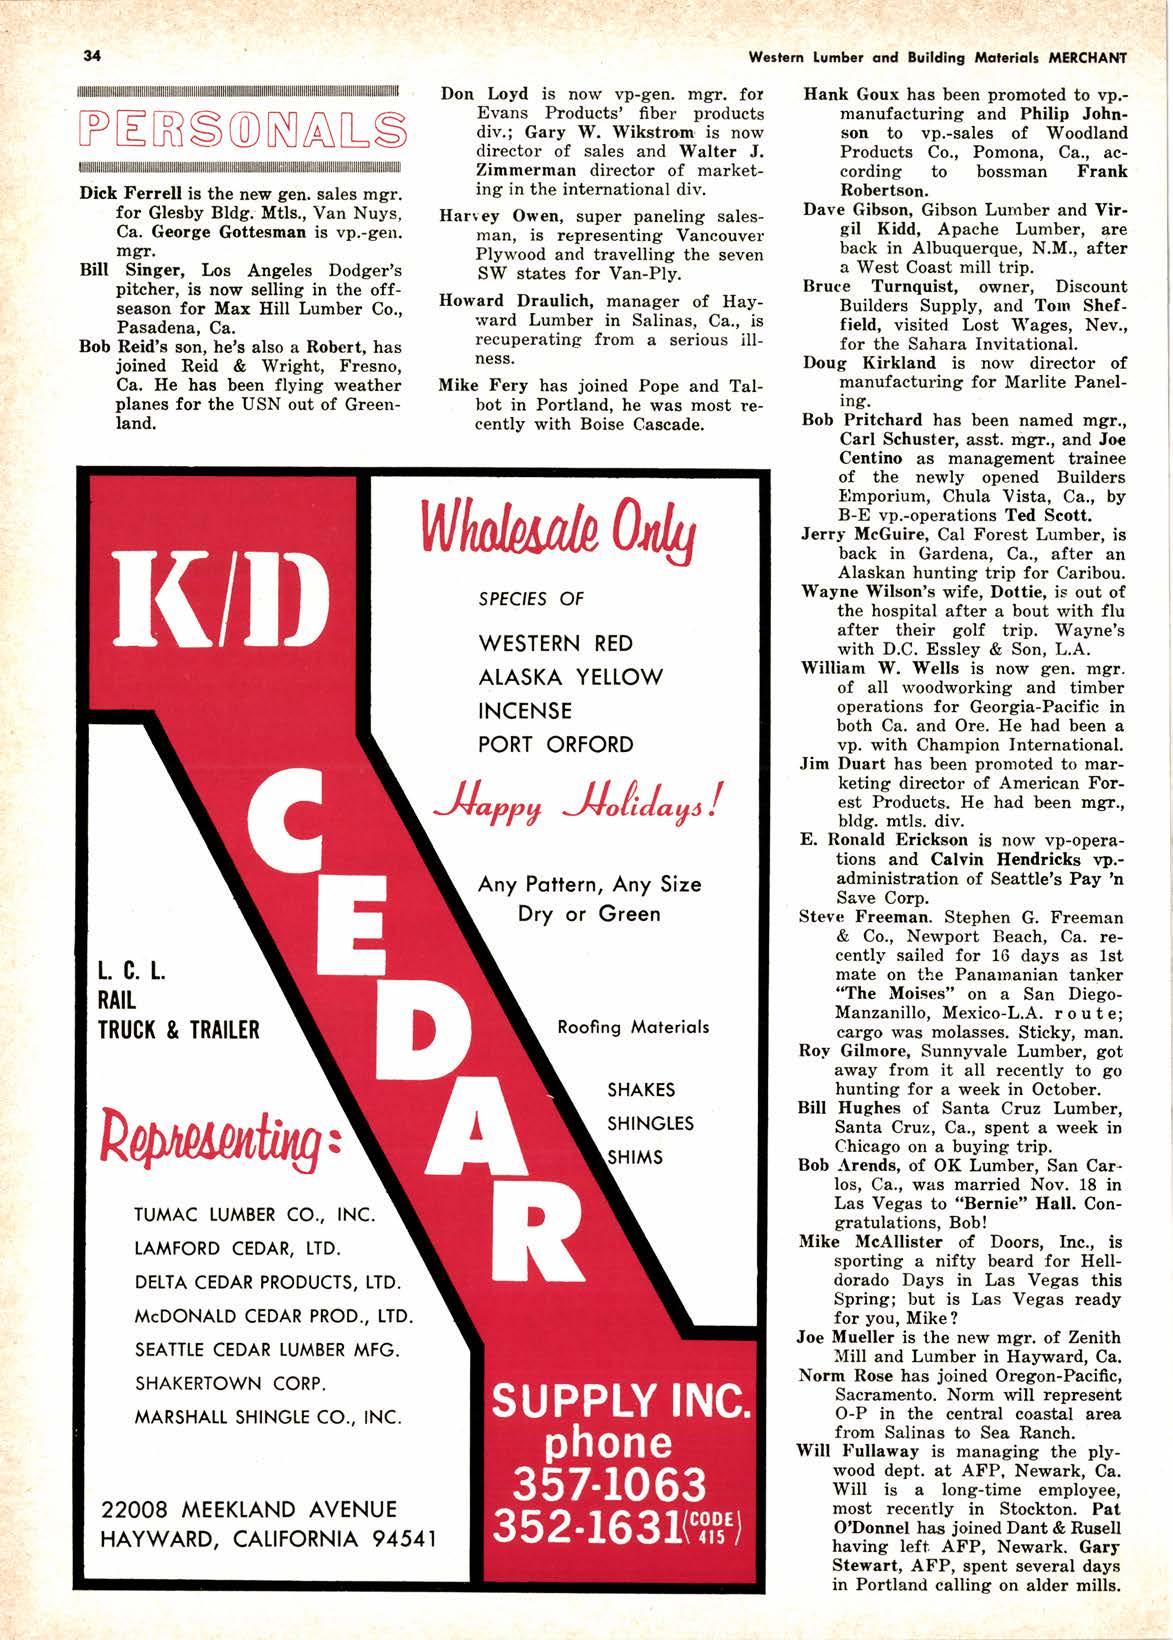 34
Western Lumber and Building Materials MERCHANT
PERSONALS
Dick Ferrell is the new gen. sales mgr.
for Glesby Bldg. Mtls., Van Nuys,
Ca. George Gottesman is vp.-gen.
mgr.
Bill Singer, Los Angeles Dodger's
pitcher, is now selling in the off-
season for Max Hill Lumber Co.,
Pasadena, Ca.
Bob Reid's son, he's also a Robert, has
joined Reid & Wright, Fresno,
Ca. He has been flying weather
planes for the USN out of Green-
land.
Don Loyd is now vp-gen. mgr. for
Evans Products' fiber products
div.; Gary W. Wikstrom is now
director of sales and Walter J.
Zimmerman director of market-
ing in the international div.
Harvey Owen, super paneling sales-
man, is representing Vancouver
Plywood and travelling the seven
SW states for Van-Ply.
Howard Draulich, manager of Hay-
ward Lumber in Salinas, Ca., is
recuperating from a serious ill-
ness.
Mike Fery has joined Pope and Tal-
bot in Portland, he was most re-
cently with Boise Cascade.
Hank Goux has been promoted to vp.-
manufacturing and Philip John-
son to vp.-sales of Woodland
Products Co., Pomona, Ca., ac-
cording to bossman Frank
Robertson.
Dave Gibson, Gibson Lumber and Vir-
gil Kidd, Apache Lumber, are
back in Albuquerque, N.M., after
a West Coast mill trip.
Bruce Turnquist, owner, Discount
Builders Supply, and Tom Shef-
field, visited Lost Wages, Nev.,
for the Sahara Invitational.
Doug Kirkland is now director of
manufacturing for Marlite Panel-
ing.
Bob Pritchard has been named mgr.,
Carl Schuster, asst. mgr., and Joe
Centino as management trainee
of the newly opened Builders
Emporium, Chula Vista, Ca., by
B-E vp.-operations Ted Scott.
Jerry McGuire, Cal Forest Lumber, is
back in Gardena, Ca., after an
Alaskan hunting trip for Caribou.
Wayne Wilson's wife, Dottie, is out of
the hospital after a bout with flu
after their golf trip. Wayne's
with D.C. Essley & Son, L.A.
William W. Wells is now gen. mgr.
of all woodworking and timber
operations for Georgia-Pacific in
both Ca. and Ore. He had been a
vp. with Champion International.
Jim Duart has been promoted to mar-
keting director of American For-
est Products. He had been mgr.,
bldg. mtls. div.
E. Ronald Erickson is now vp-opera-
tions and Calvin Hendricks vp.-
administration of Seattle's Pay 'n
Save Corp.
Steve Freeman. Stephen G. Freeman
& Co., Newport Beach, Ca. re-
cently sailed for 16 days as 1st
mate on the Panamanian tanker
"The Moises" on a San Diego-
Manzanillo, Mexico-L.A. route;
cargo was molasses. Sticky, man.
Roy Gilmore, Sunnyvale Lumber, got
away from it all recently to go
hunting for a week in October.
Bill Hughes of Santa Cruz Lumber,
Santa Cruz, Ca., spent a week in
Chicago on a buying trip.
Bob Arends, of OK Lumber, San Car-
los, Ca., was married Nov. 18 in
Las Vegas to "Bernie" Hall. Con-
gratulations, Bob!
Mike McAllister of Doors, Inc., is
sporting a nifty beard for Hell-
dorado Days in Las Vegas this
Spring; but is Las Vegas ready
for you, Mike?
Joe Mueller is the new mgr. of Zenith
Mill and Lumber in Hayward, Ca.
Norm Rose has joined Oregon-Pacific,
Sacramento. Norm will represent
O-P in the central coastal area
from Salinas to Sea Ranch.
Will Fullaway is managing the ply-
wood dept. at AFP, Newark, Ca.
Will is a long-time employee,
most recently in Stockton. Pat
O'Donnel has joined Dant & Rusell
having left AFP, Newark. Gary
Stewart, AFP, spent several days
in Portland calling on alder mills.
K/D
CEDAR
SUPPLY INC.
phone
357-1063
352-1631 (CODE 415)
Wholesale Only
SPECIES OF
WESTERN RED
ALASKA YELLOW
INCENSE
PORT ORFORD
Happy Holidays!
Any Pattern, Any Size
Dry or Green
Roofing Materials
SHAKES
SHINGLES
SHIMS
L. C. L.
RAIL
TRUCK & TRAILER
Representing:
TUMAC LUMBER CO., INC.
LAMFORD CEDAR, LTD.
DELTA CEDAR PRODUCTS, LTD.
McDONALD CEDAR PROD., LTD.
SEATTLE CEDAR LUMBER MFG.
SHAKERTOWN CORP.
MARSHALL SHINGLE CO., INC.
22008 MEEKLAND AVENUE
HAYWARD, CALIFORNIA 94541